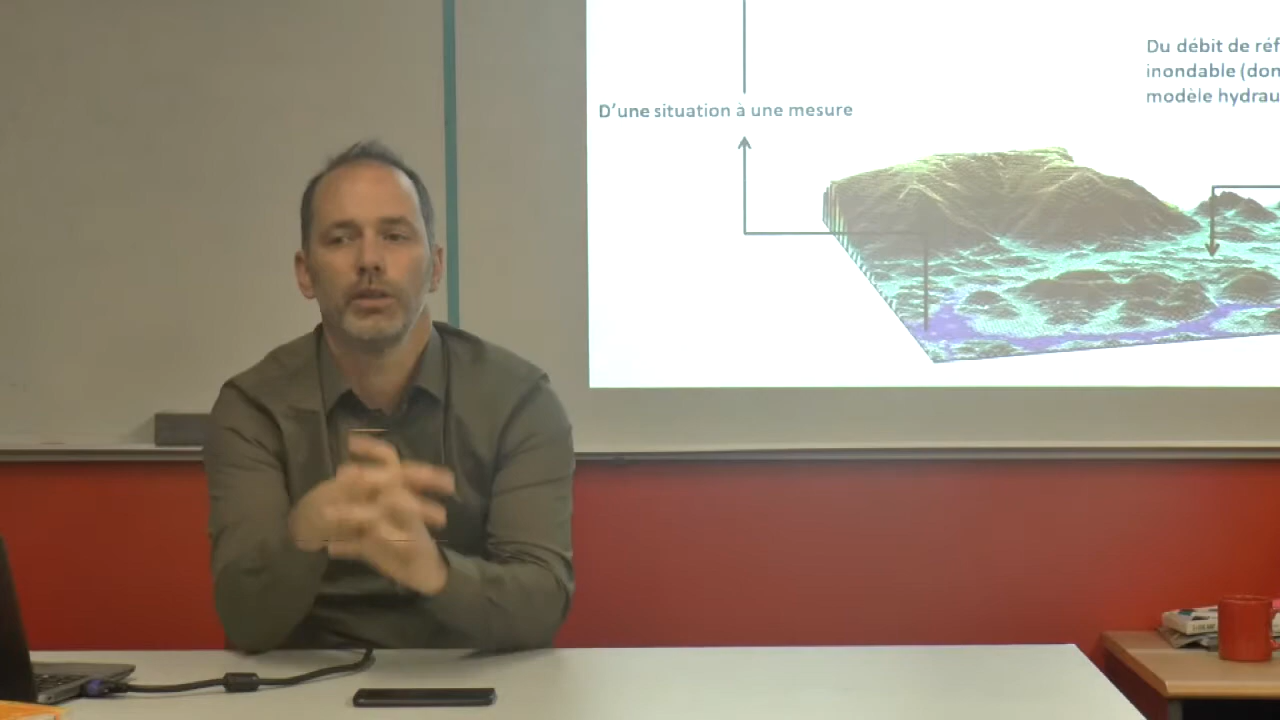 D'une situation à une mesure
Du débit de réf
inondable (don
modèle hydrau